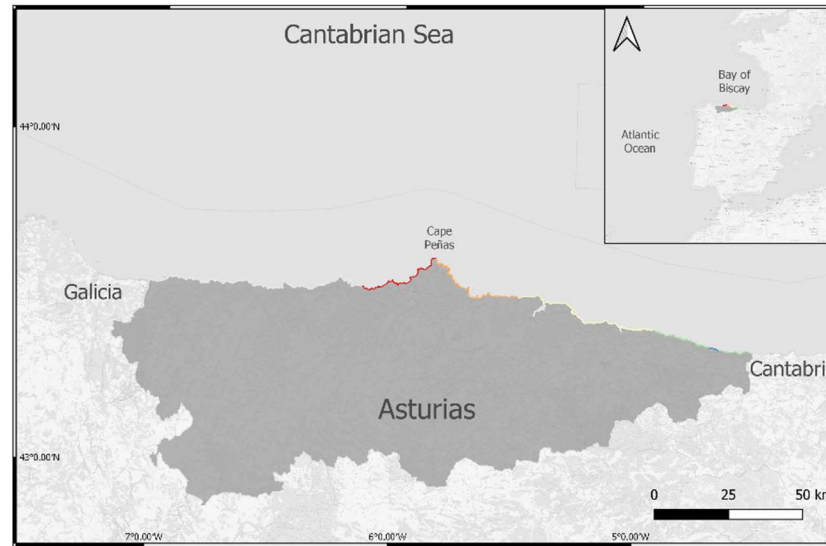 Cantabrian Sea
Bay of
Biscay
Atlantic
Ocean
44°0.00'N
Cape
Peñas
Galicia
Cantabri
Asturias
43°0.00'N
0 25 50 km
7°0.00'W 6°0.00'W 5°0.00'W